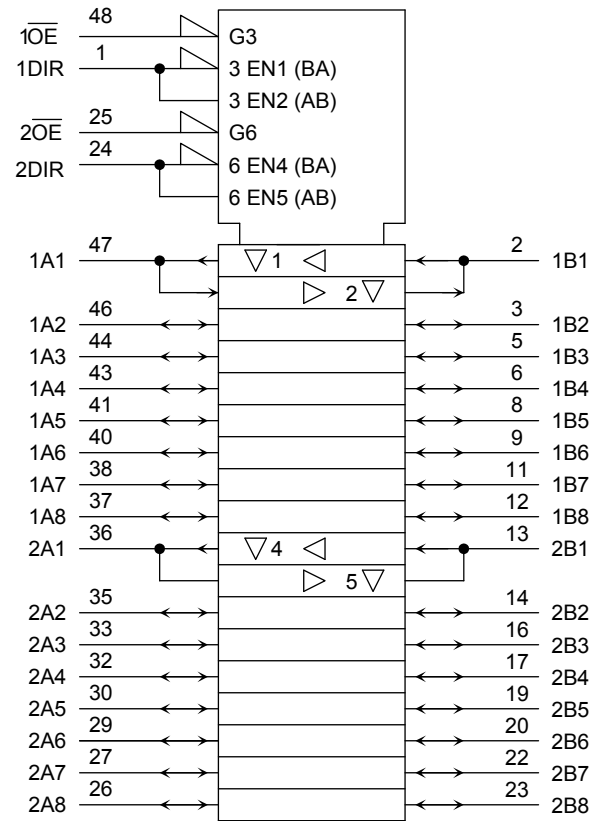 1OE 48 G3
1DIR 1 3 EN1 (BA)
3 EN2 (AB)
2OE 25 G6
2DIR 24 6 EN4 (BA)
6 EN5 (AB)
1A1 47 1 2 1B1
2
1A2 46 3 1B2
1A3 44 5 1B3
1A4 43 6 1B4
1A5 41 8 1B5
1A6 40 9 1B6
1A7 38 11 1B7
1A8 37 12 1B8
2A1 36 4 13 2B1
5
2A2 35 14 2B2
2A3 33 16 2B3
2A4 32 17 2B4
2A5 30 19 2B5
2A6 29 20 2B6
2A7 27 22 2B7
2A8 26 23 2B8